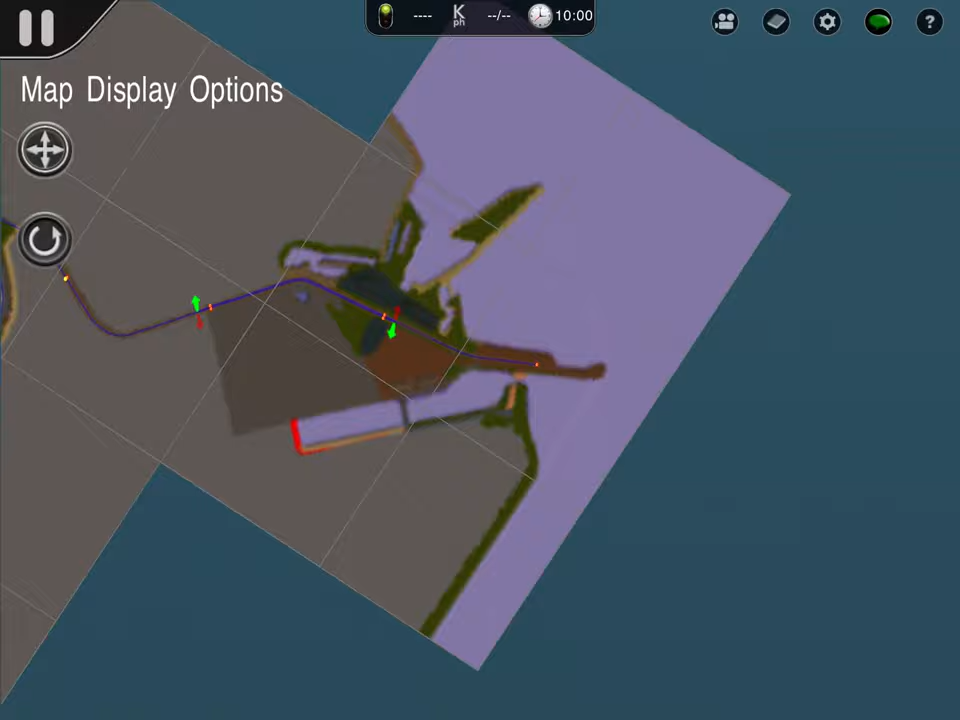 ---- K ph --/-- 10:00
?
Map Display Options